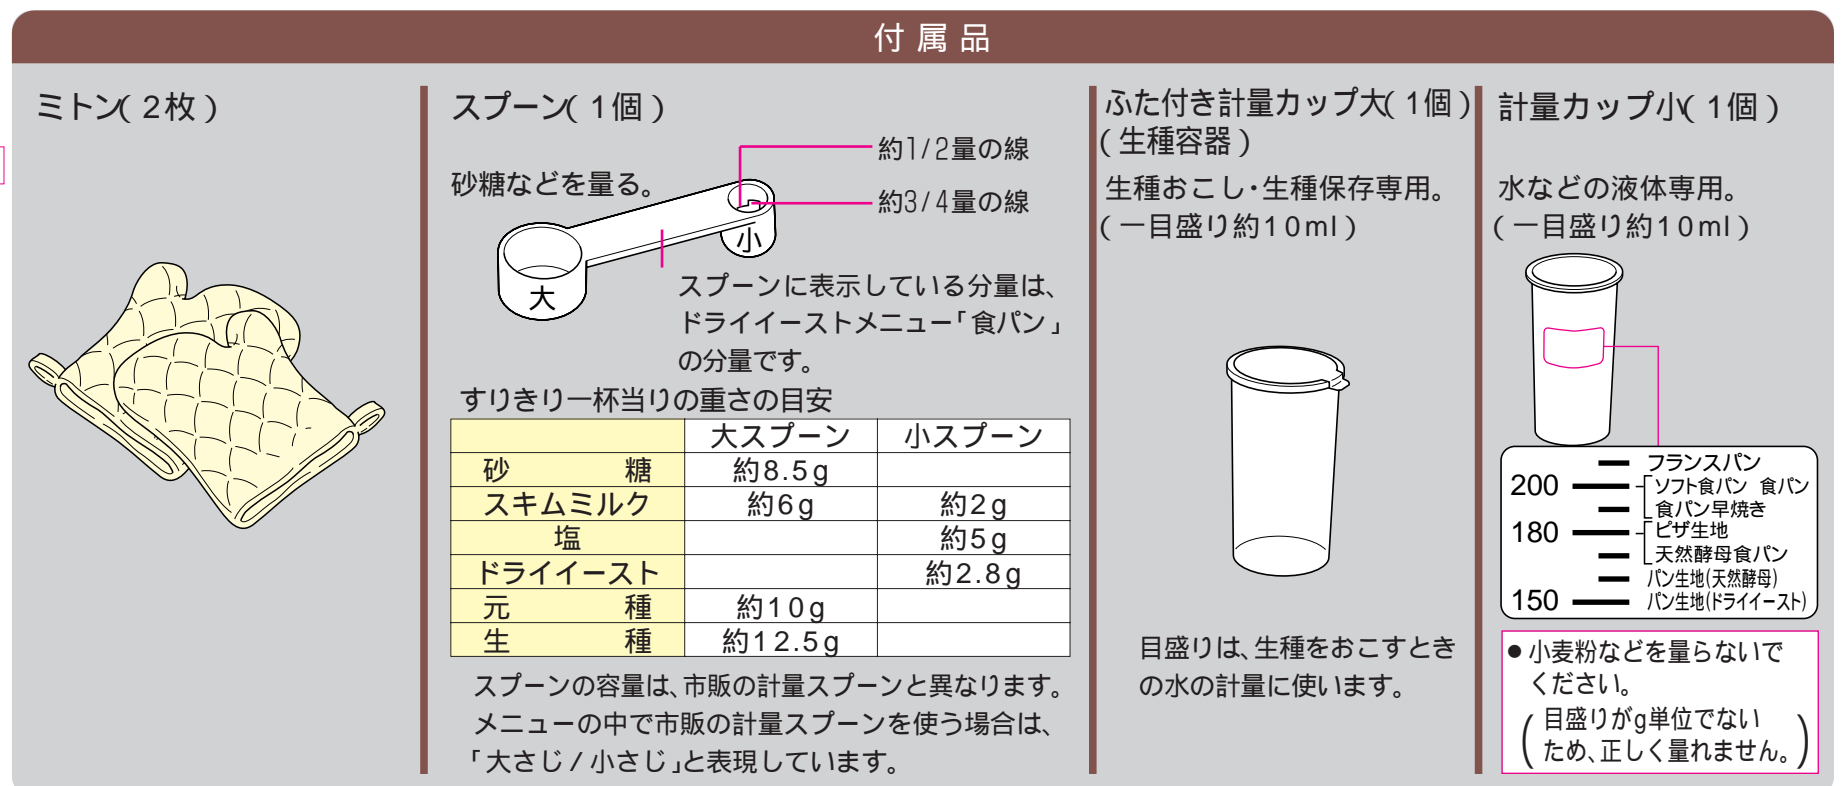 付属品
ミトン(2枚)
スプーン(1個)
砂糖などを量る。
約1/2量の線
約3/4量の線
小
大
スプーンに表示している分量は、
ドライイーストメニュー「食パン」
の分量です。
すりきり一杯当りの重さの目安
大スプーン 小スプーン
砂糖 約8.5g
スキムミルク 約6g 約2g
塩 約5g
ドライイースト 約2.8g
元種 約10g
生種 約12.5g
スプーンの容量は、市販の計量スプーンと異なります。
メニューの中で市販の計量スプーンを使う場合は、
「大さじ/小さじ」と表現しています。
ふた付き計量カップ大(1個)
(生種容器)
生種おこし・生種保存専用。
(一目盛り約10ml)
目盛りは、生種をおこすとき
の水の計量に使います。
計量カップ小(1個)
水などの液体専用。
(一目盛り約10ml)
フランスパン
200 ソフト食パン 食パン
食パン早焼き
180 ピザ生地
天然酵母食パン
パン生地(天然酵母)
150 パン生地(ドライイースト)
●小麦粉などを量らないで
ください。
(目盛りがg単位でない
ため、正しく量れません。)